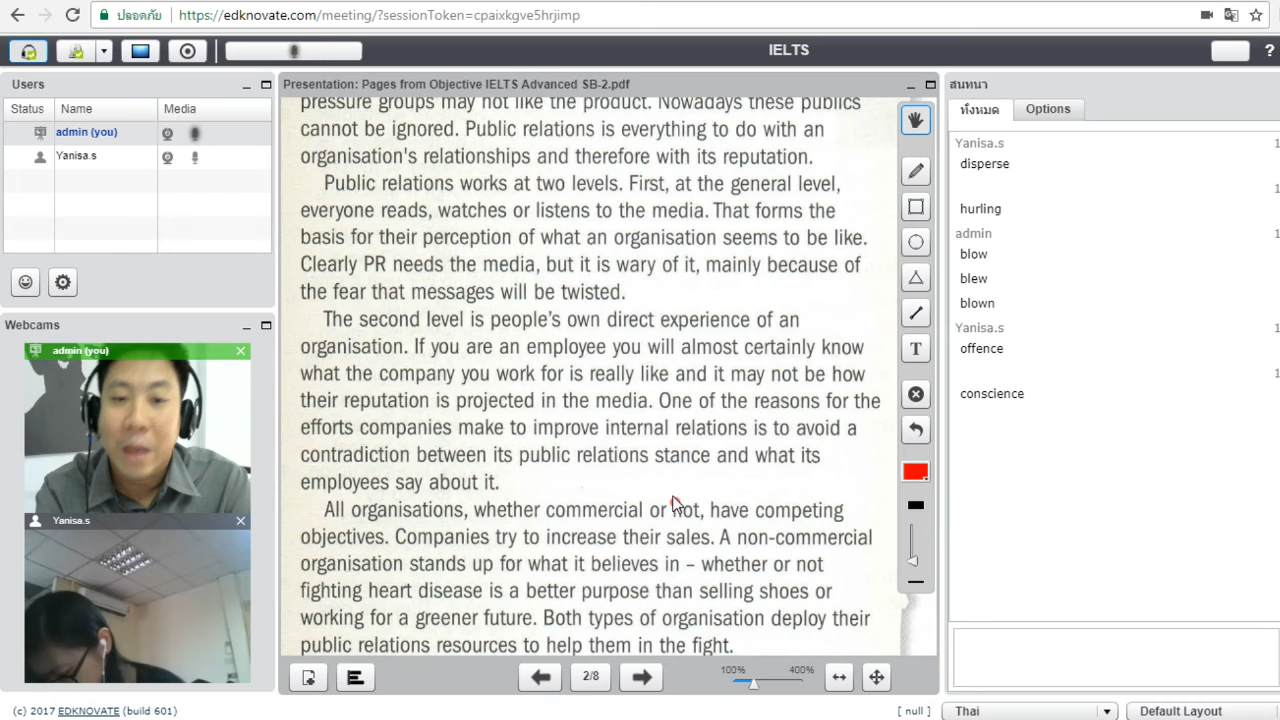 ปลอดภัย
https://edknovate.com/meeting/?sessionToken=cpaixkgve5hrjimp
IELTS
?
Users
Status Name Media
admin (you)
Yanisa.s
Webcams
admin (you)
Yanisa.s
Presentation: Pages from Objective IELTS Advanced SB-2.pdf
pressure groups may not like the product. Nowadays these publics
cannot be ignored. Public relations is everything to do with an
organisation's relationships and therefore with its reputation.
Public relations works at two levels. First, at the general level,
everyone reads, watches or listens to the media. That forms the
basis for their perception of what an organisation seems to be like.
Clearly PR needs the media, but it is wary of it, mainly because of
the fear that messages will be twisted.
The second level is people's own direct experience of an
organisation. If you are an employee you will almost certainly know
what the company you work for is really like and it may not be how
their reputation is projected in the media. One of the reasons for the
efforts companies make to improve internal relations is to avoid a
contradiction between its public relations stance and what its
employees say about it.
All organisations, whether commercial or not, have competing
objectives. Companies try to increase their sales. A non-commercial
organisation stands up for what it believes in – whether or not
fighting heart disease is a better purpose than selling shoes or
working for a greener future. Both types of organisation deploy their
public relations resources to help them in the fight.
T
2/8
100% 400%
สนทนา
ทั้งหมด Options
Yanisa.s 1
disperse
1
hurling
admin 1
blow
blew
blown
Yanisa.s 1
offence
1
conscience
(c) 2017 EDKNOVATE (build 601)
[ null ]
Thai
Default Layout